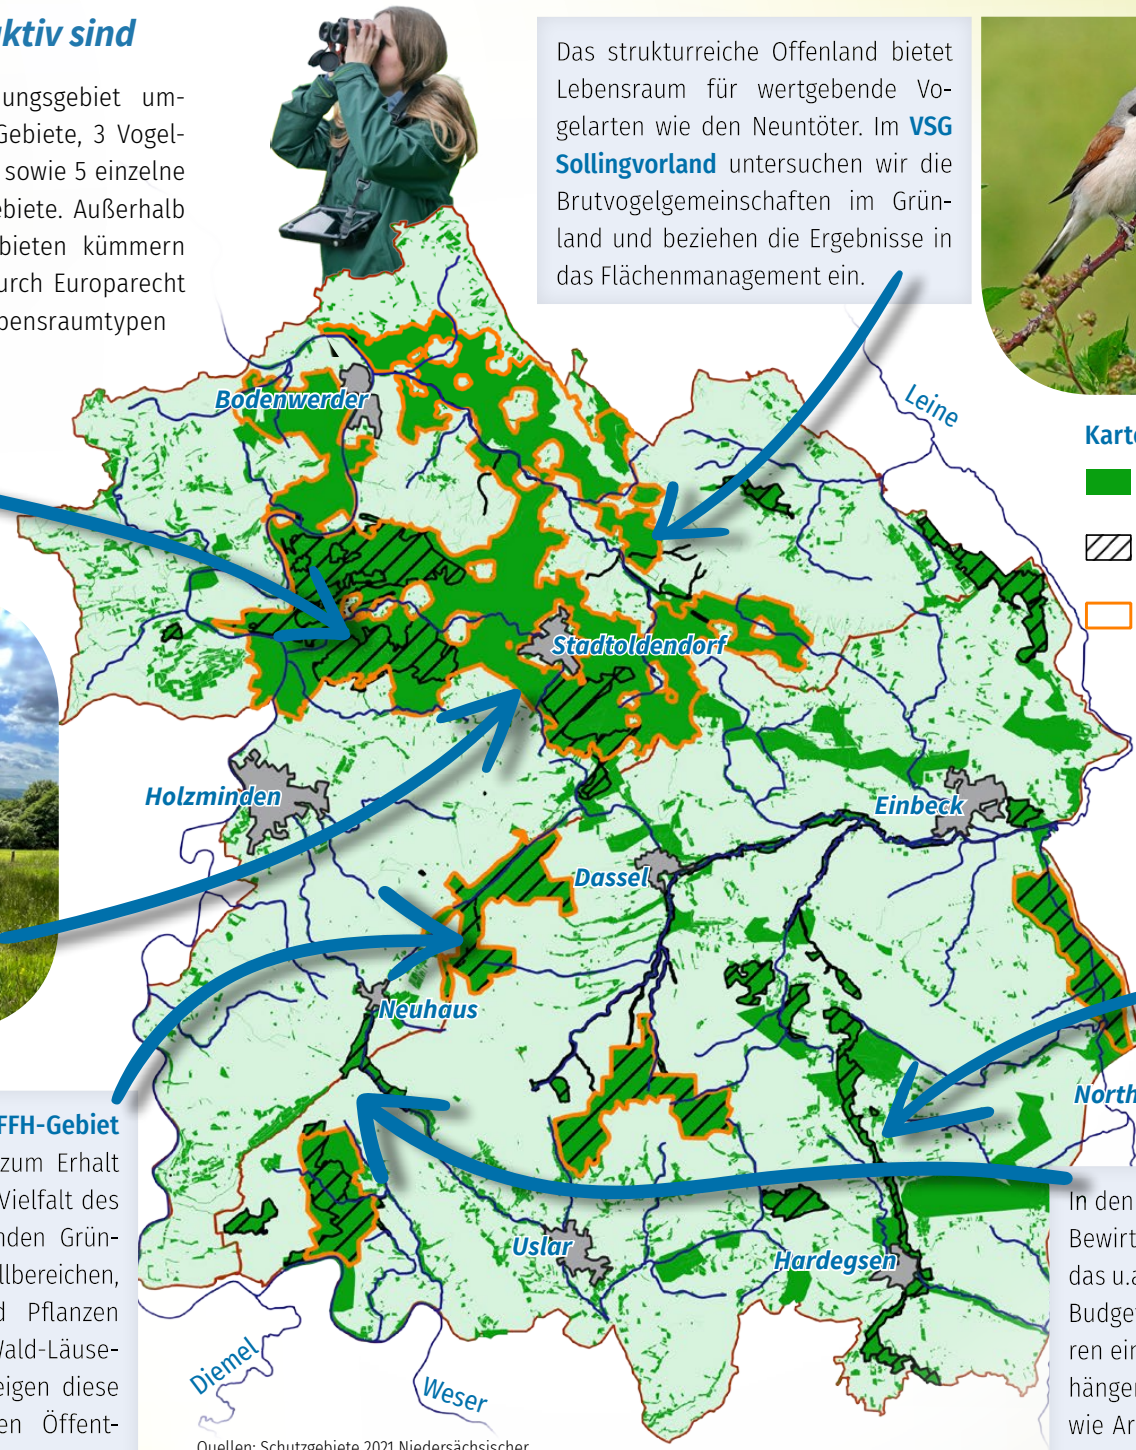 ktiv sind
ungsgebiet um-
Gebiete, 3 Vogel-
sowie 5 einzelne
ebiete. Außerhalb
bieten kümmern
urch Europarecht
bensraumtypen
Das strukturreiche Offenland bietet
Lebensraum für wertgebende Vo-
gelarten wie den Neuntöter. Im VSG
Sollingvorland untersuchen wir die
Brutvogelgemeinschaften im Grün-
land und beziehen die Ergebnisse in
das Flächenmanagement ein.
Leine
Karte
Bodenwerder
Stadtoldendorf
Holzminden
Einbeck
Dassel
Neuhaus
North
Uslar
Hardegsen
Diemel
Weser
FFH-Gebiet
zum Erhalt
Vielfalt des
nden Grün-
llbereichen,
d Pflanzen
Wald-Läuse-
eigen diese
en Öffent-
In den
Bewirt
das u.a
Budge
ren ein
hänger
wie Ar
Quellen: Schutzgebiete 2021 Niedersächsischer